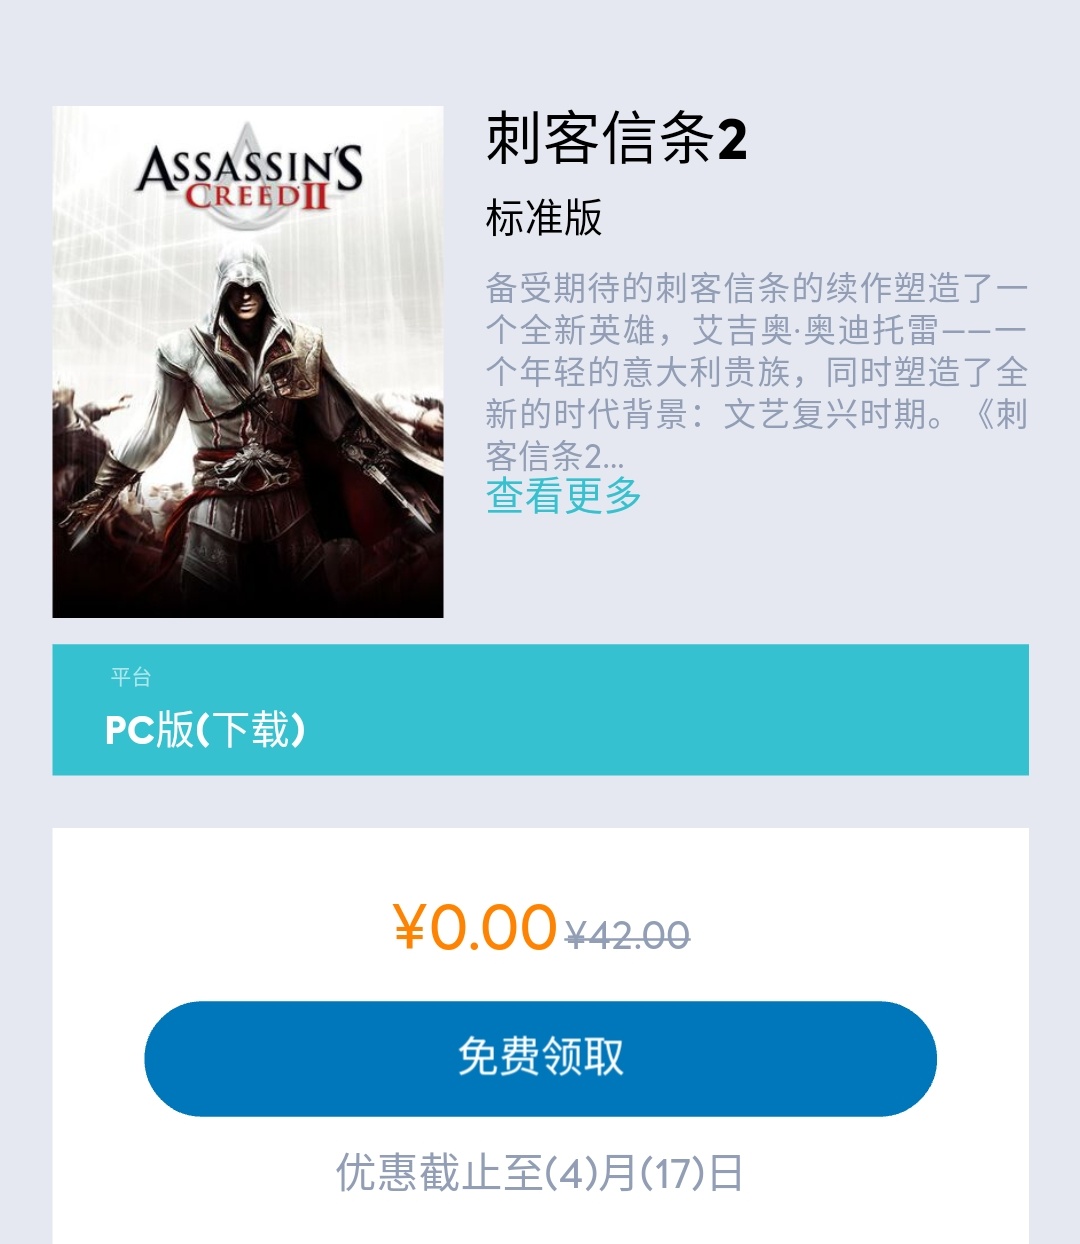 ASSASSIN'S
CREED II
刺客信条2
标准版
备受期待的刺客信条的续作塑造了一
个全新英雄，艾吉奥·奥迪托雷——一
个年轻的意大利贵族，同时塑造了全
新的时代背景：文艺复兴时期。《刺
客信条2...
查看更多
平台
PC版(下载)
¥0.00 ¥42.00
免费领取
优惠截止至(4)月(17)日